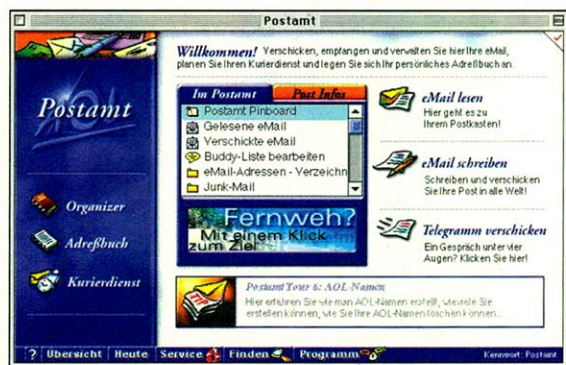 Postamt
Willkommen! Verschicken, empfangen und verwalten Sie hier Ihre eMail,
planen Sie Ihren Kurierdienst und legen Sie sich Ihr persönliches Adreßbuch an.
Postamt
Organizer
Adreßbuch
Kurierdienst
Im Postamt
Post Infos
Postamt Pinboard
Gelesene eMail
Verschickte eMail
Buddy-Liste bearbeiten
eMail-Adressen - Verzeichn
Junk-Mail
Fernweh?
Mit einem Klick
zum Ziel
eMail lesen
Hier geht es zu
Ihrem Postkasten!
eMail schreiben
Schreiben und verschicken
Sie Ihre Post in alle Welt!
Telegramm verschicken
Ein Gespräch unter vier
Augen? Klicken Sie hier!
TIP
Postamt Tour 6: AOL-Namen
Hier erfahren Sie wie man AOL-Namen erstellt, wieviele Sie
erstellen können, wie Sie Ihre AOL-Namen löschen können...
? Übersicht Heute Service Finden Programm Kennwort: Postamt